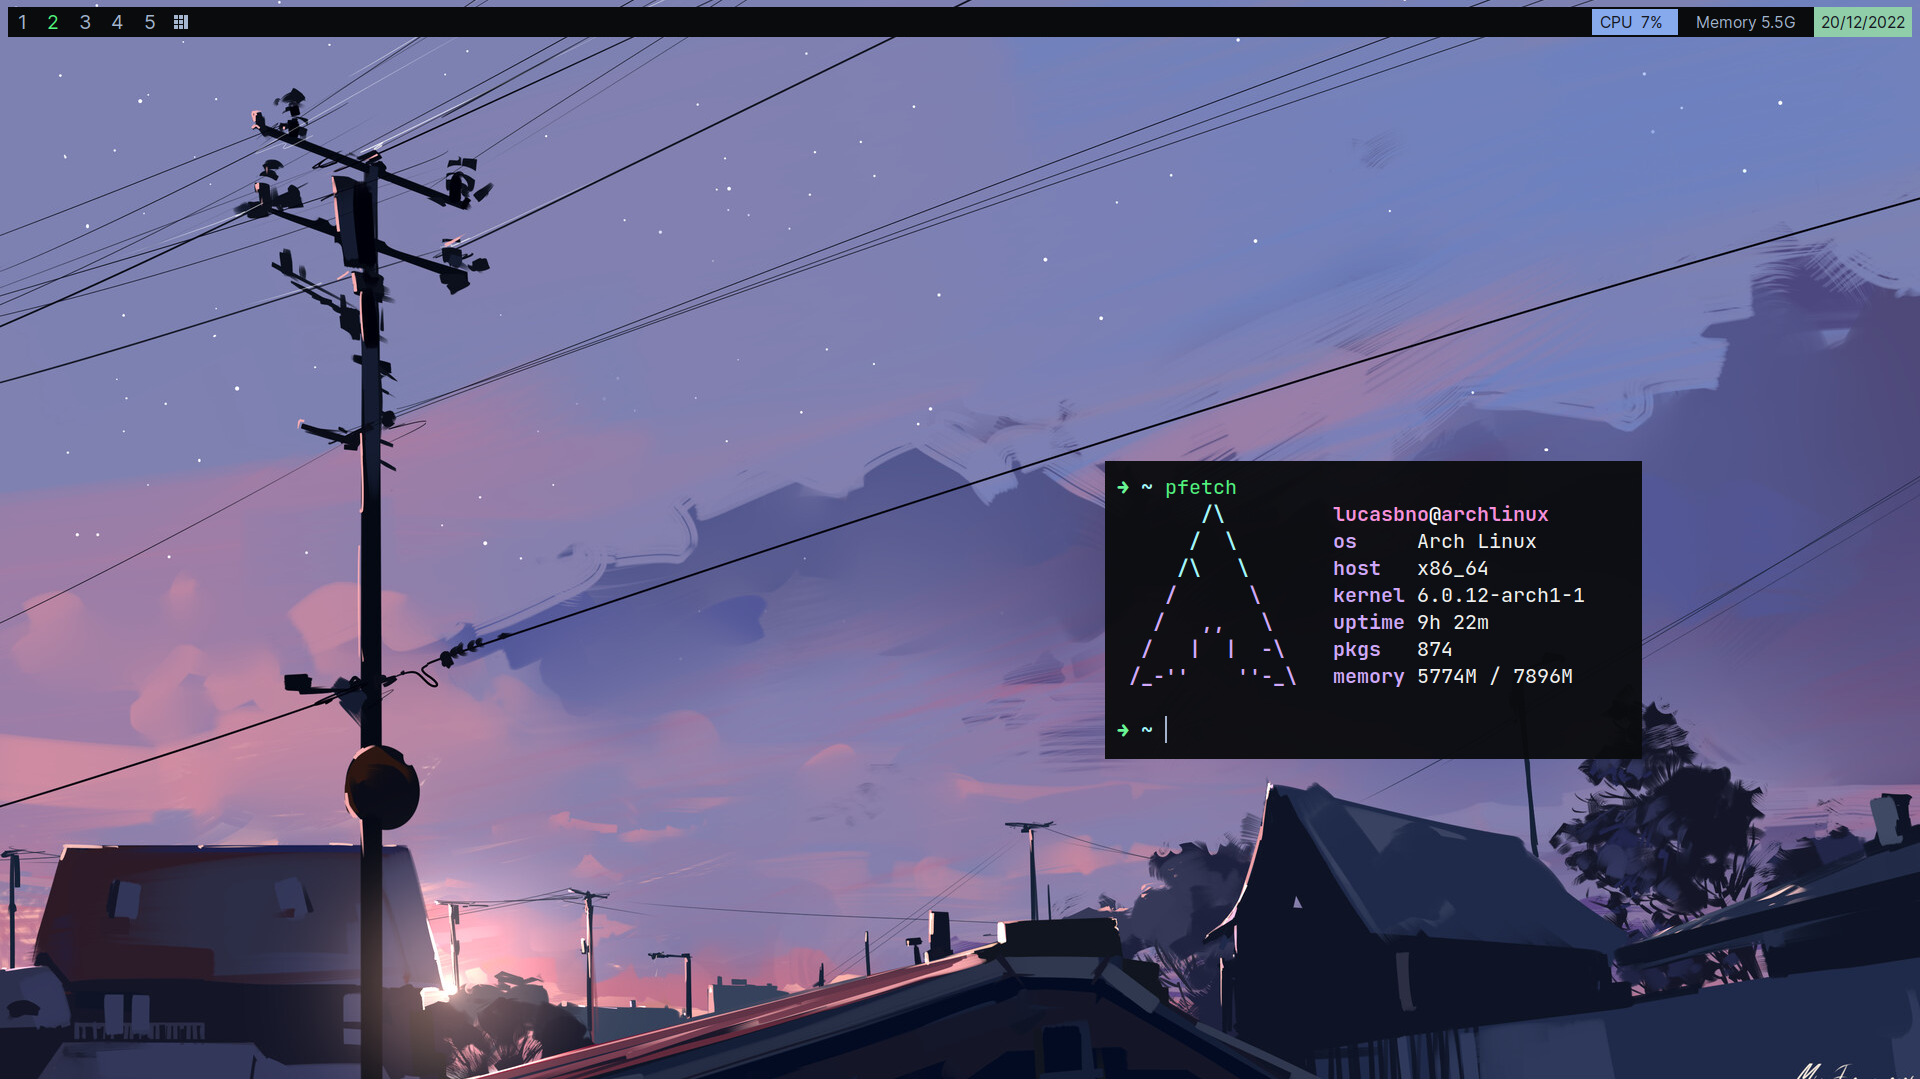 1 2 3 4 5 CPU 7% Memory 5.5G 20/12/2022
➜ ~ pfetch
/\ lucasbno@archlinux
/ \ os Arch Linux
/\ \ host x86_64
/ \ kernel 6.0.12-arch1-1
/ ,, \ uptime 9h 22m
/ | | -\ pkgs 874
/_-'' ''-_\ memory 5774M / 7896M
➜ ~